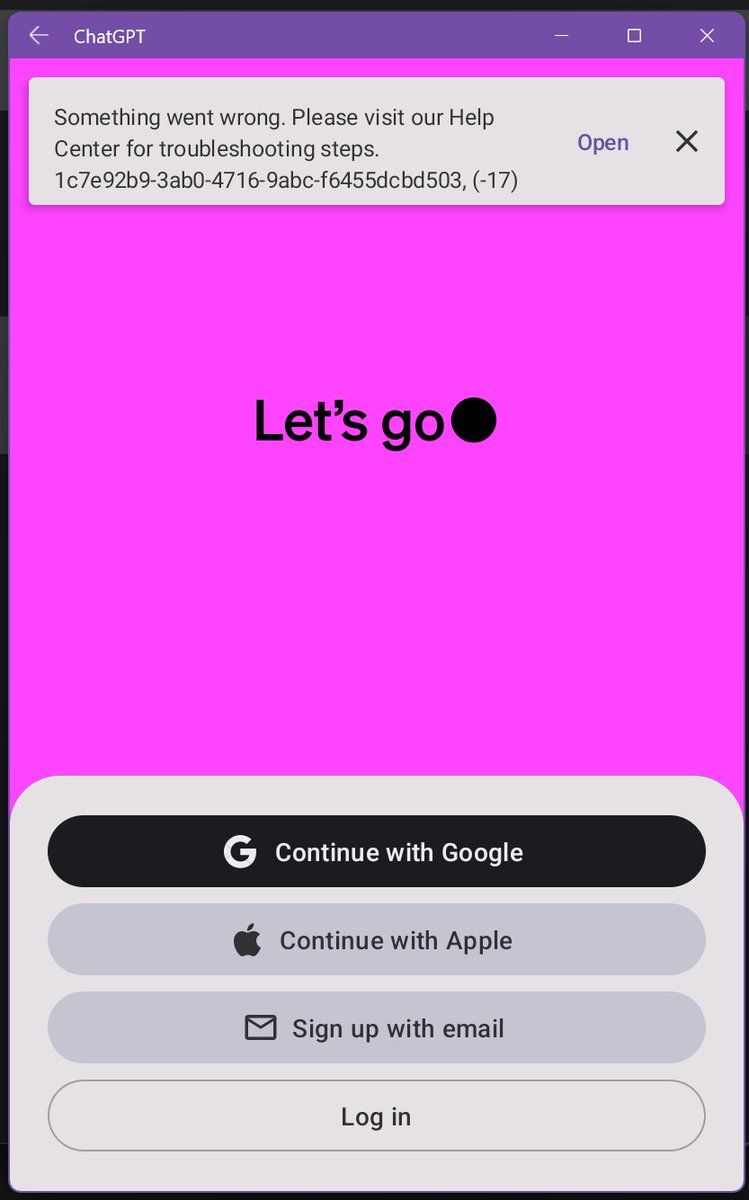 ChatGPT
Something went wrong. Please visit our Help
Center for troubleshooting steps.
1c7e92b9-3ab0-4716-9abc-f6455dcbd503, (-17)
Open
Let’s go
Continue with Google
Continue with Apple
Sign up with email
Log in